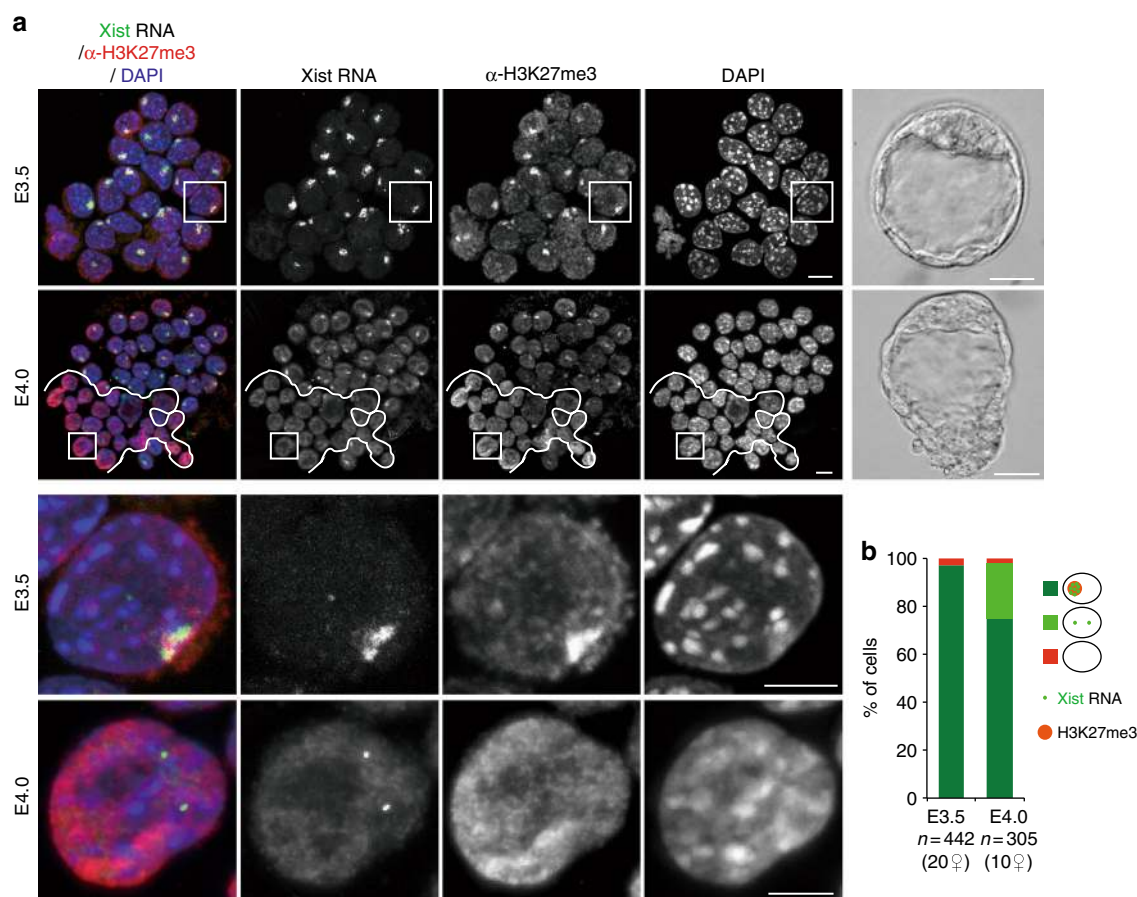 a
Xist RNA
/α-H3K27me3
/ DAPI
Xist RNA
α-H3K27me3
DAPI
E3.5
E4.0
E3.5
E4.0
b
100
80
60
40
20
0
% of cells
E3.5
n=442
(20♀)
E4.0
n=305
(10♀)
Xist RNA
H3K27me3